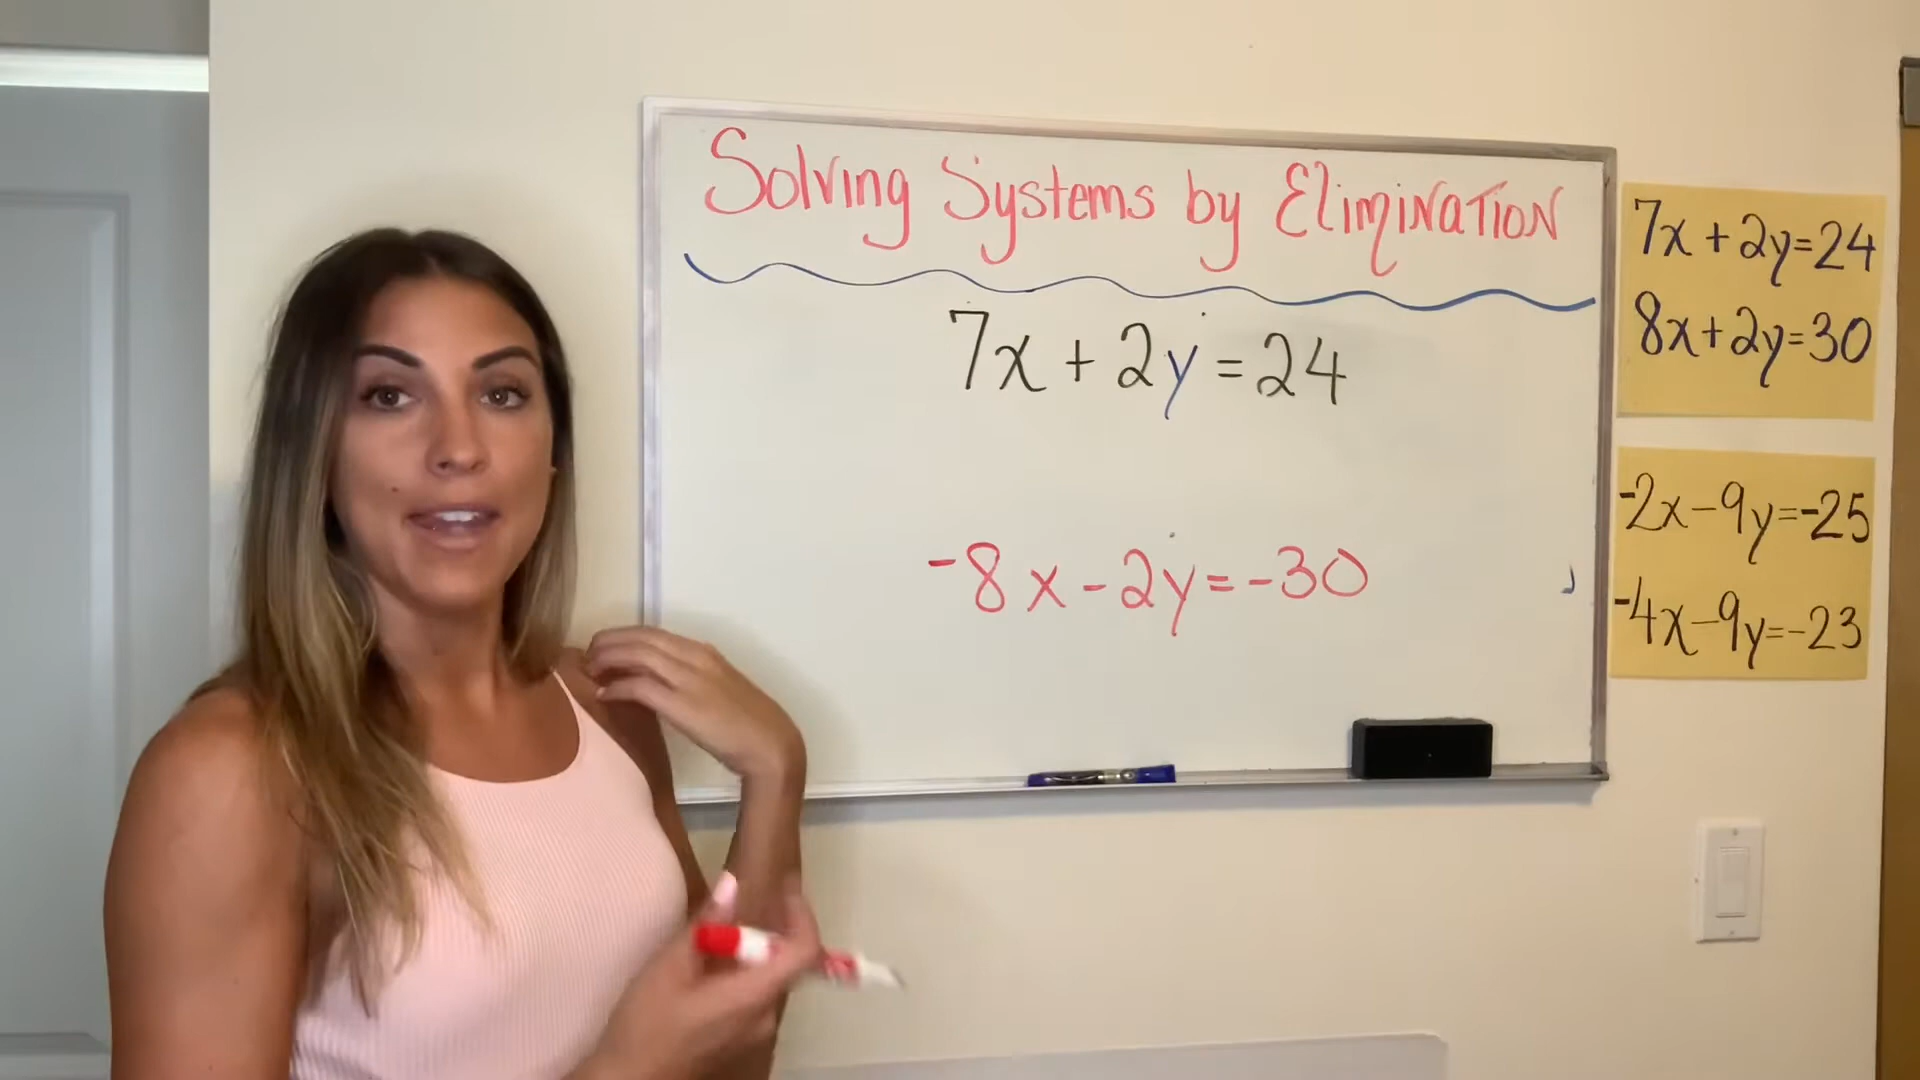 Solving Systems by Elimination
7x + 2y = 24
-8x - 2y = -30
7x + 2y = 24
8x + 2y = 30
-2x - 9y = -25
-4x - 9y = -23